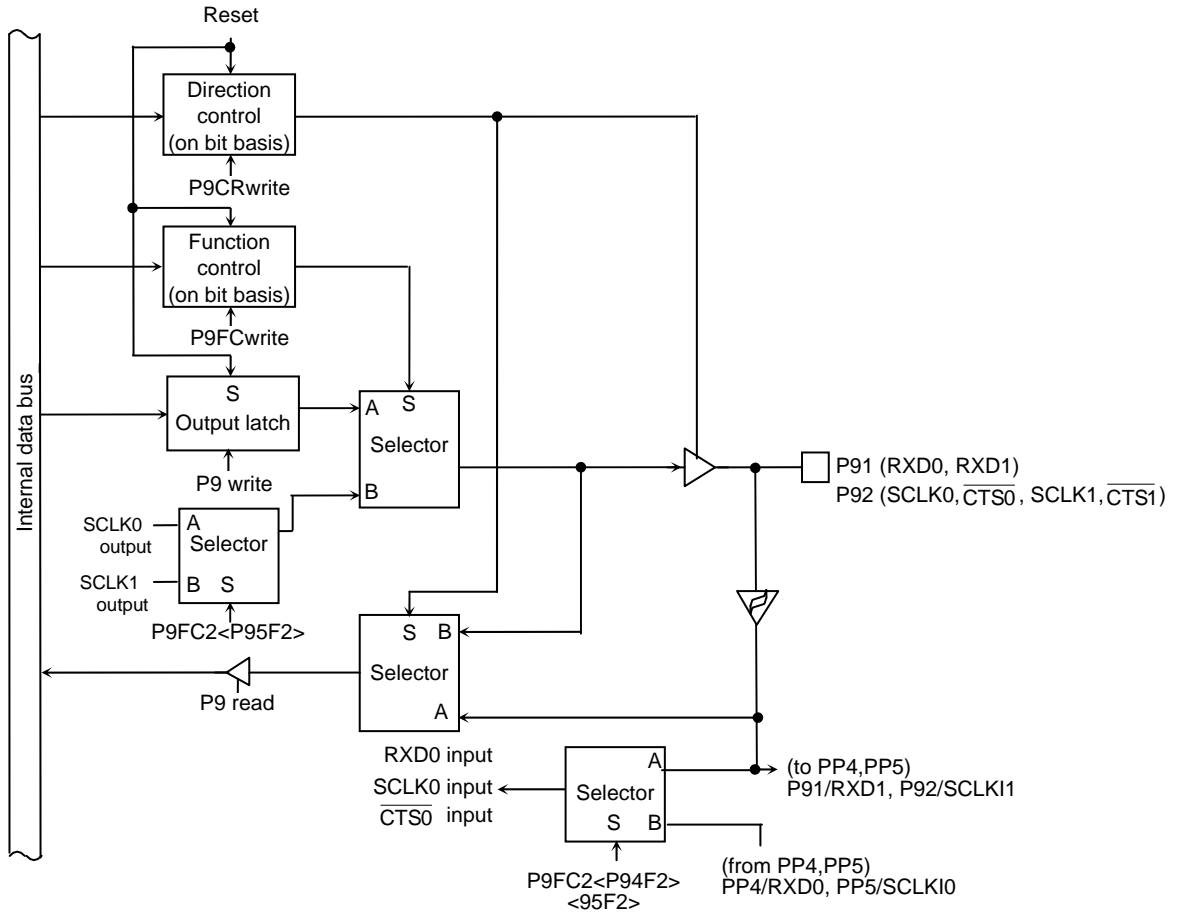 Reset
Direction
control
(on bit basis)
P9CRwrite
Function
control
(on bit basis)
P9FCwrite
Internal data bus
S
Output latch
P9 write
A S
Selector
B
SCLK0
output
A
Selector
SCLK1
output
B S
P9FC2<P95F2>
P91 (RXD0, RXD1)
P92 (SCLK0, CTS0, SCLK1, CTS1)
S B
Selector
A
P9 read
RXD0 input
SCLK0 input
CTS0 input
A
Selector
S B
(to PP4,PP5)
P91/RXD1, P92/SCLKI1
P9FC2<P94F2>
<95F2>
(from PP4,PP5)
PP4/RXD0, PP5/SCLKI0